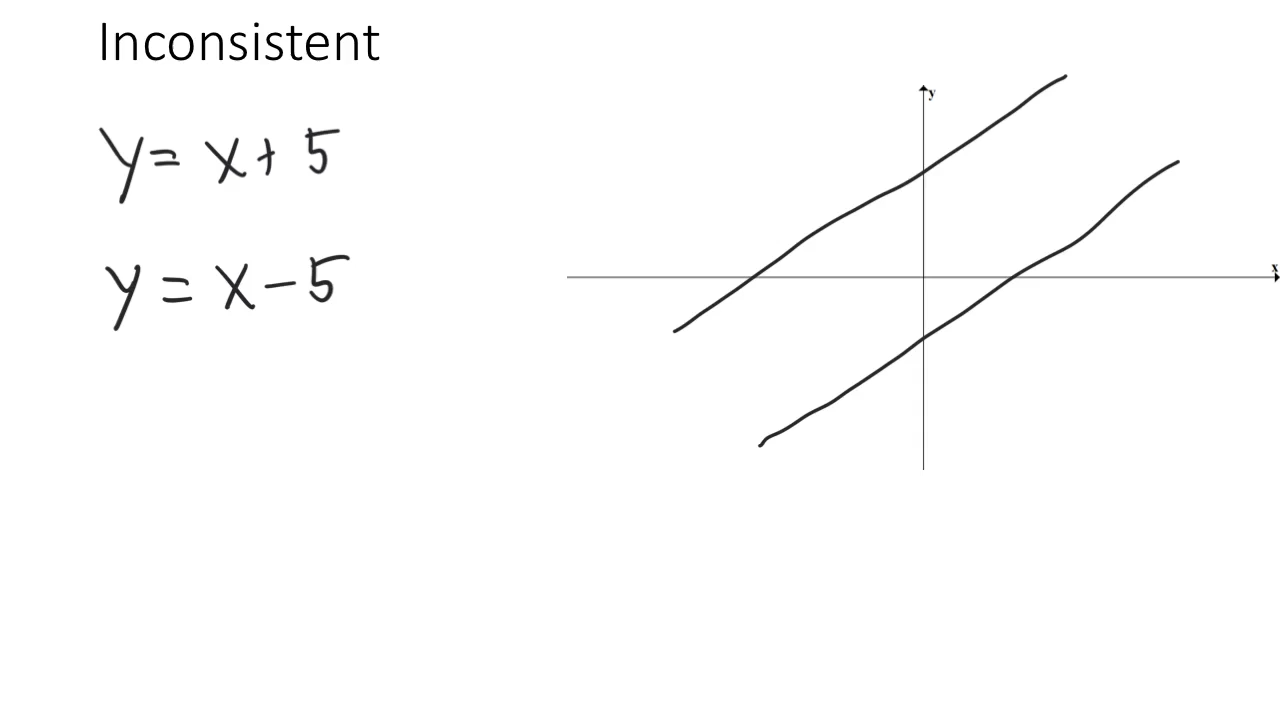 Inconsistent
y = x + 5
y = x - 5
y
x